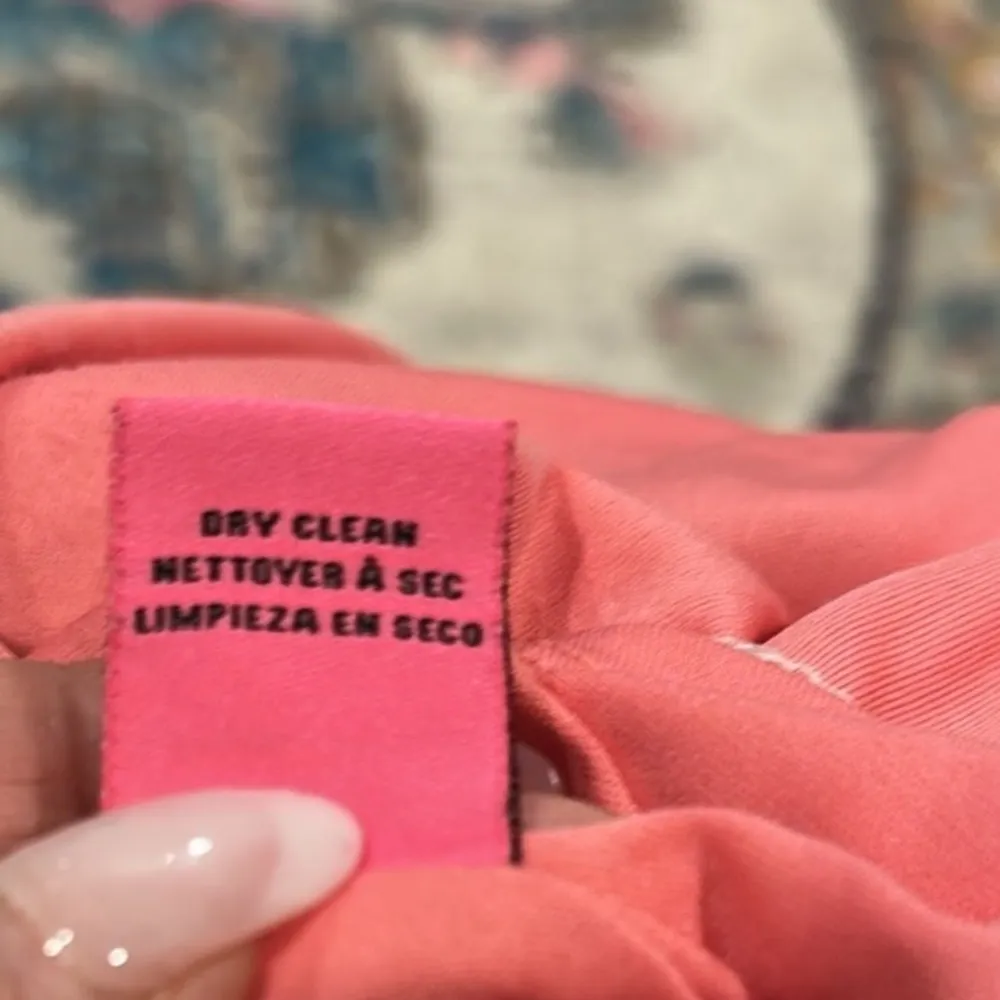 DRY CLEAN
NETTOYER À SEC
LIMPIEZA EN SECO